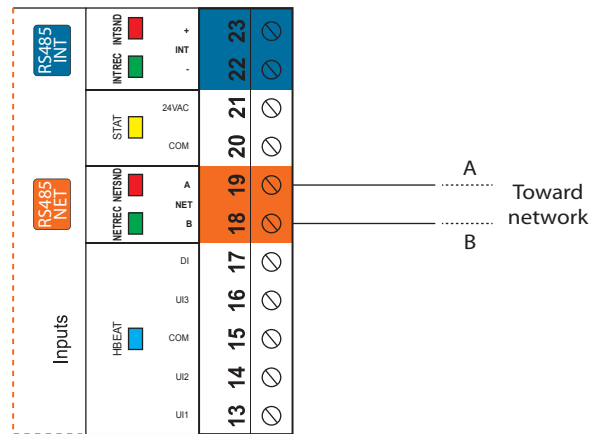 RS485
INT
INTREC INTSND
+
INT
-
23
22
STAT
24VAC
COM
21
20
RS485
NET
NETREC NETSND
A
NET
B
19
18
A
B
Toward
network
Inputs
HBEAT
DI
UI3
COM
UI2
UI1
17
16
15
14
13